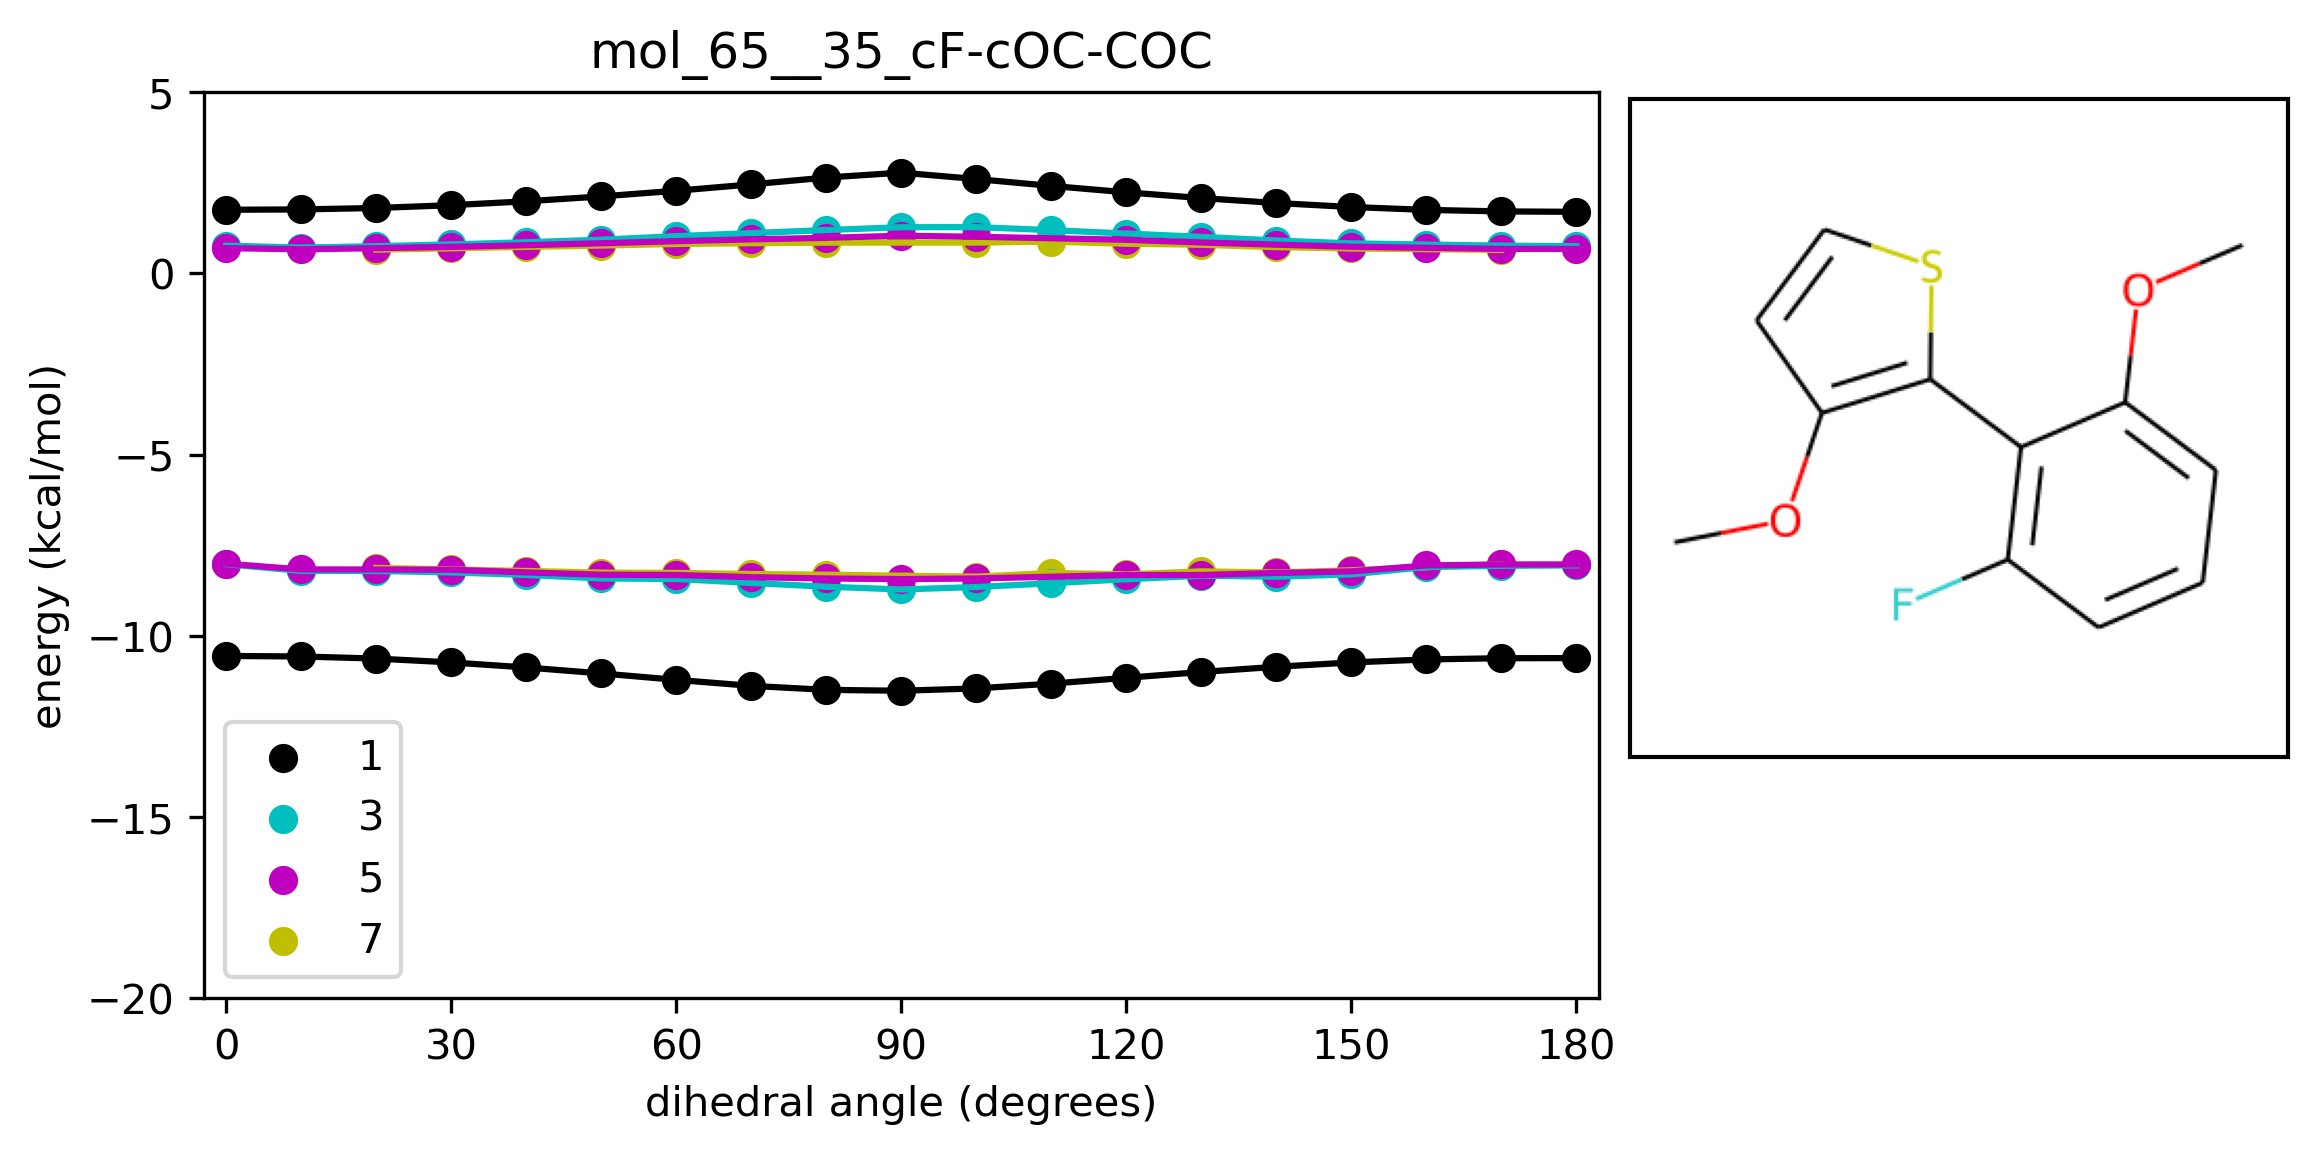 mol_65__35_cF-cOC-COC
5
0
−5
−10
−15
−20
energy (kcal/mol)
1
3
5
7
0 30 60 90 120 150 180
dihedral angle (degrees)
S
O
O
F